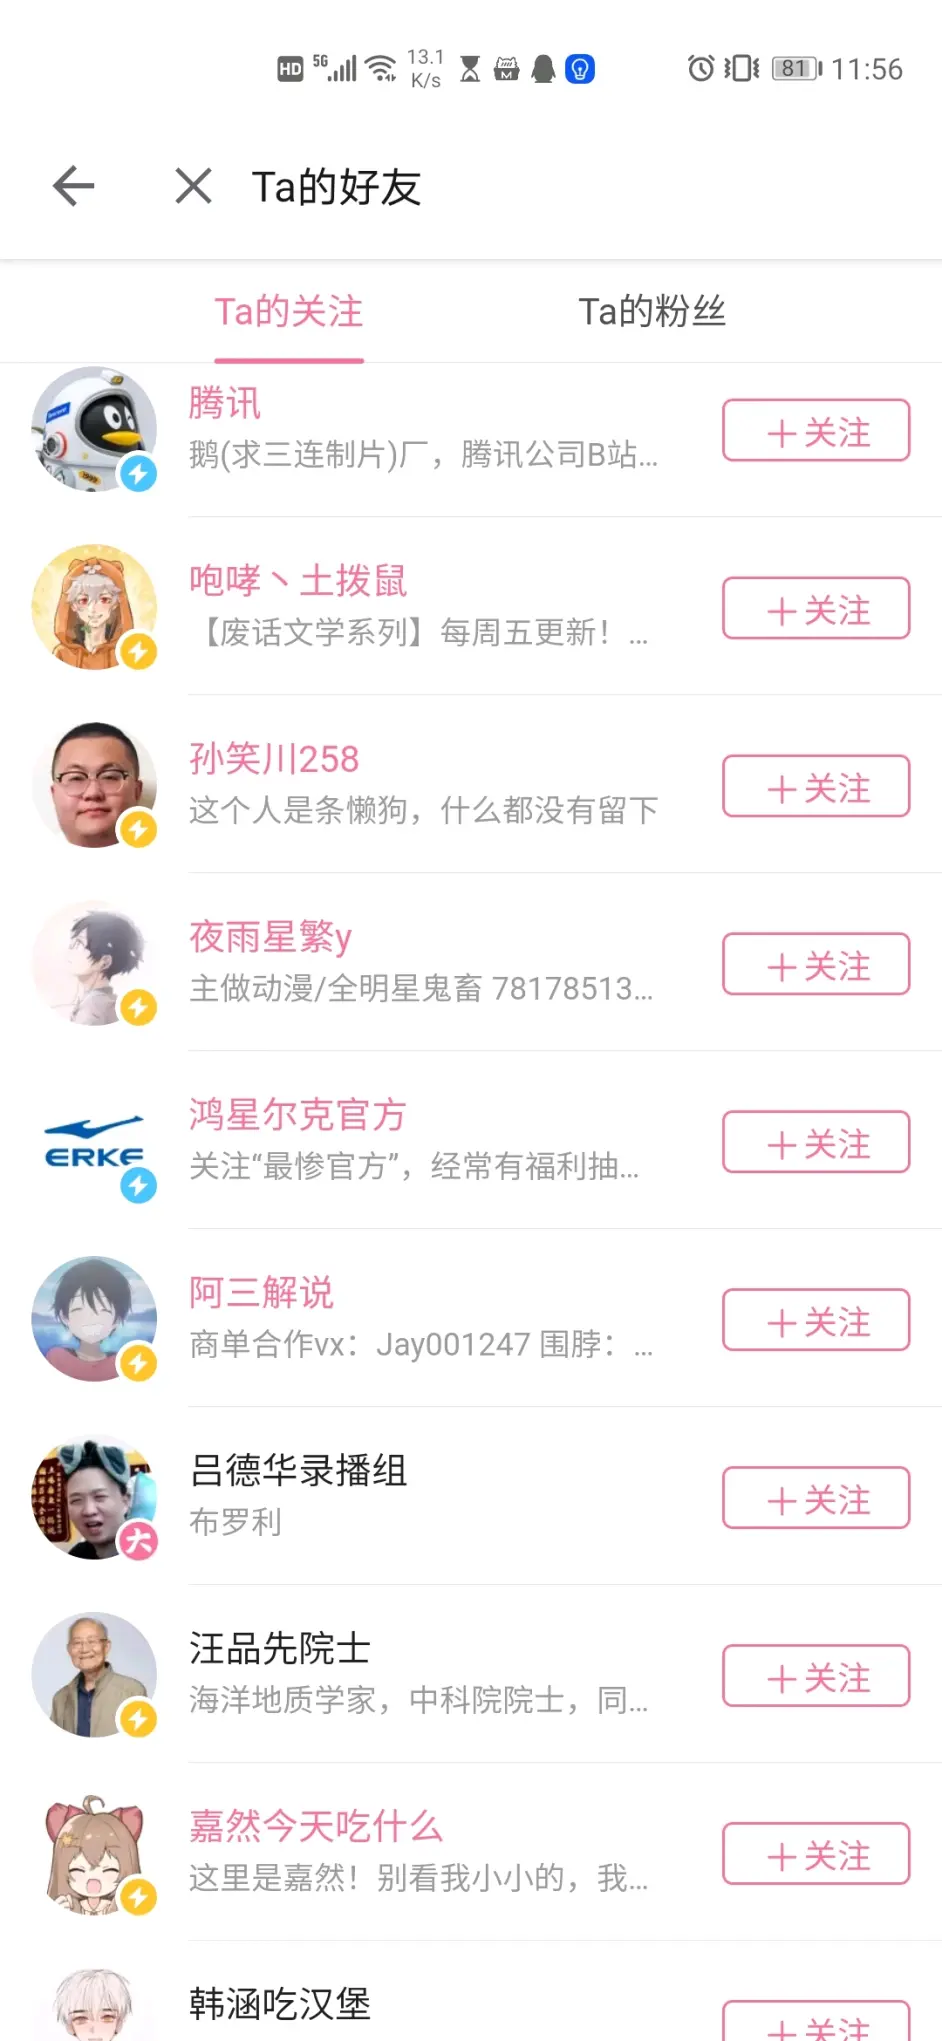 HD 5G 13.1 K/s 81 11:56
Ta的好友
Ta的关注 Ta的粉丝
腾讯
鹅(求三连制片)厂，腾讯公司B站...
+关注
咆哮丶土拨鼠
【废话文学系列】每周五更新！...
+关注
孙笑川258
这个人是条懒狗，什么都没有留下
+关注
夜雨星繁y
主做动漫/全明星鬼畜 78178513...
+关注
ERKE
鸿星尔克官方
关注“最惨官方”，经常有福利抽...
+关注
阿三解说
商单合作vx：Jay001247 围脖：...
+关注
吕德华录播组
布罗利
大
+关注
汪品先院士
海洋地质学家，中科院院士，同...
+关注
嘉然今天吃什么
这里是嘉然！别看我小小的，我...
+关注
韩涵吃汉堡
+关注